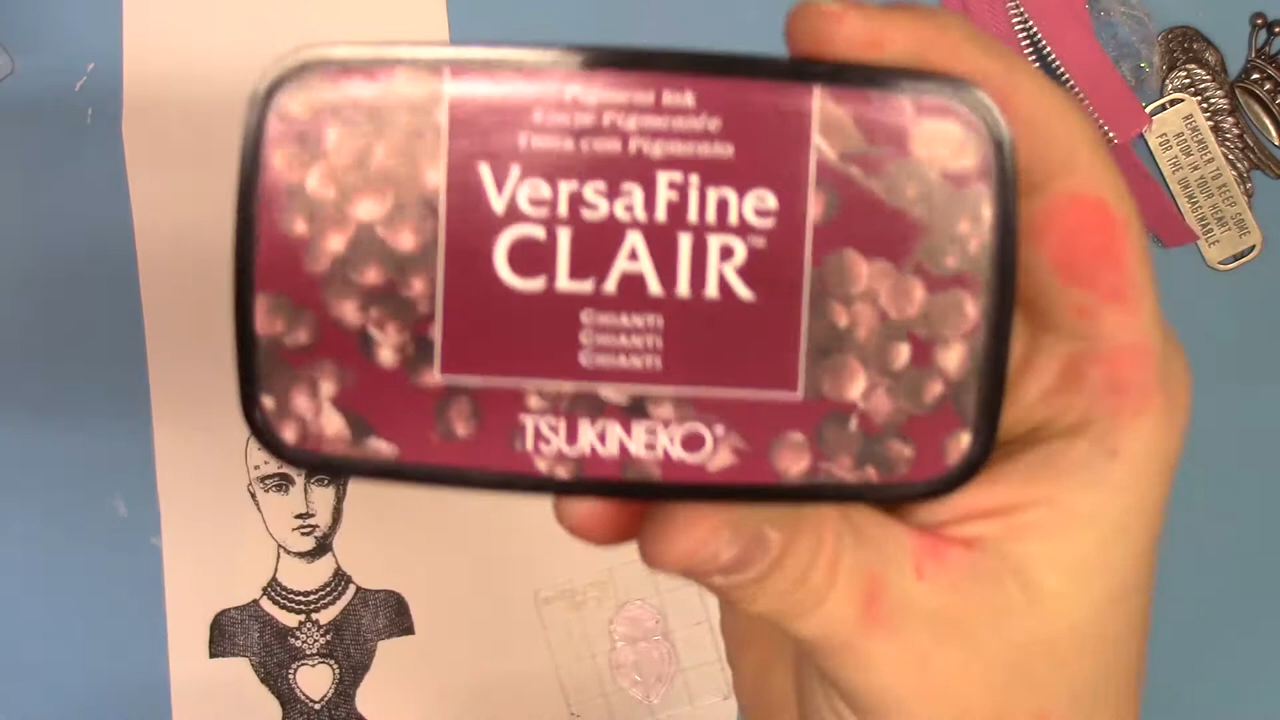 Pigment Ink
Encre Pigmentée
Tinta con Pigmento
VersaFine
CLAIR™
CHIANTI
CHIANTI
CHIANTI
TSUKINEKO®
REMEMBER TO KEEP SOME
ROOM IN YOUR HEART
FOR THE UNIMAGINABLE